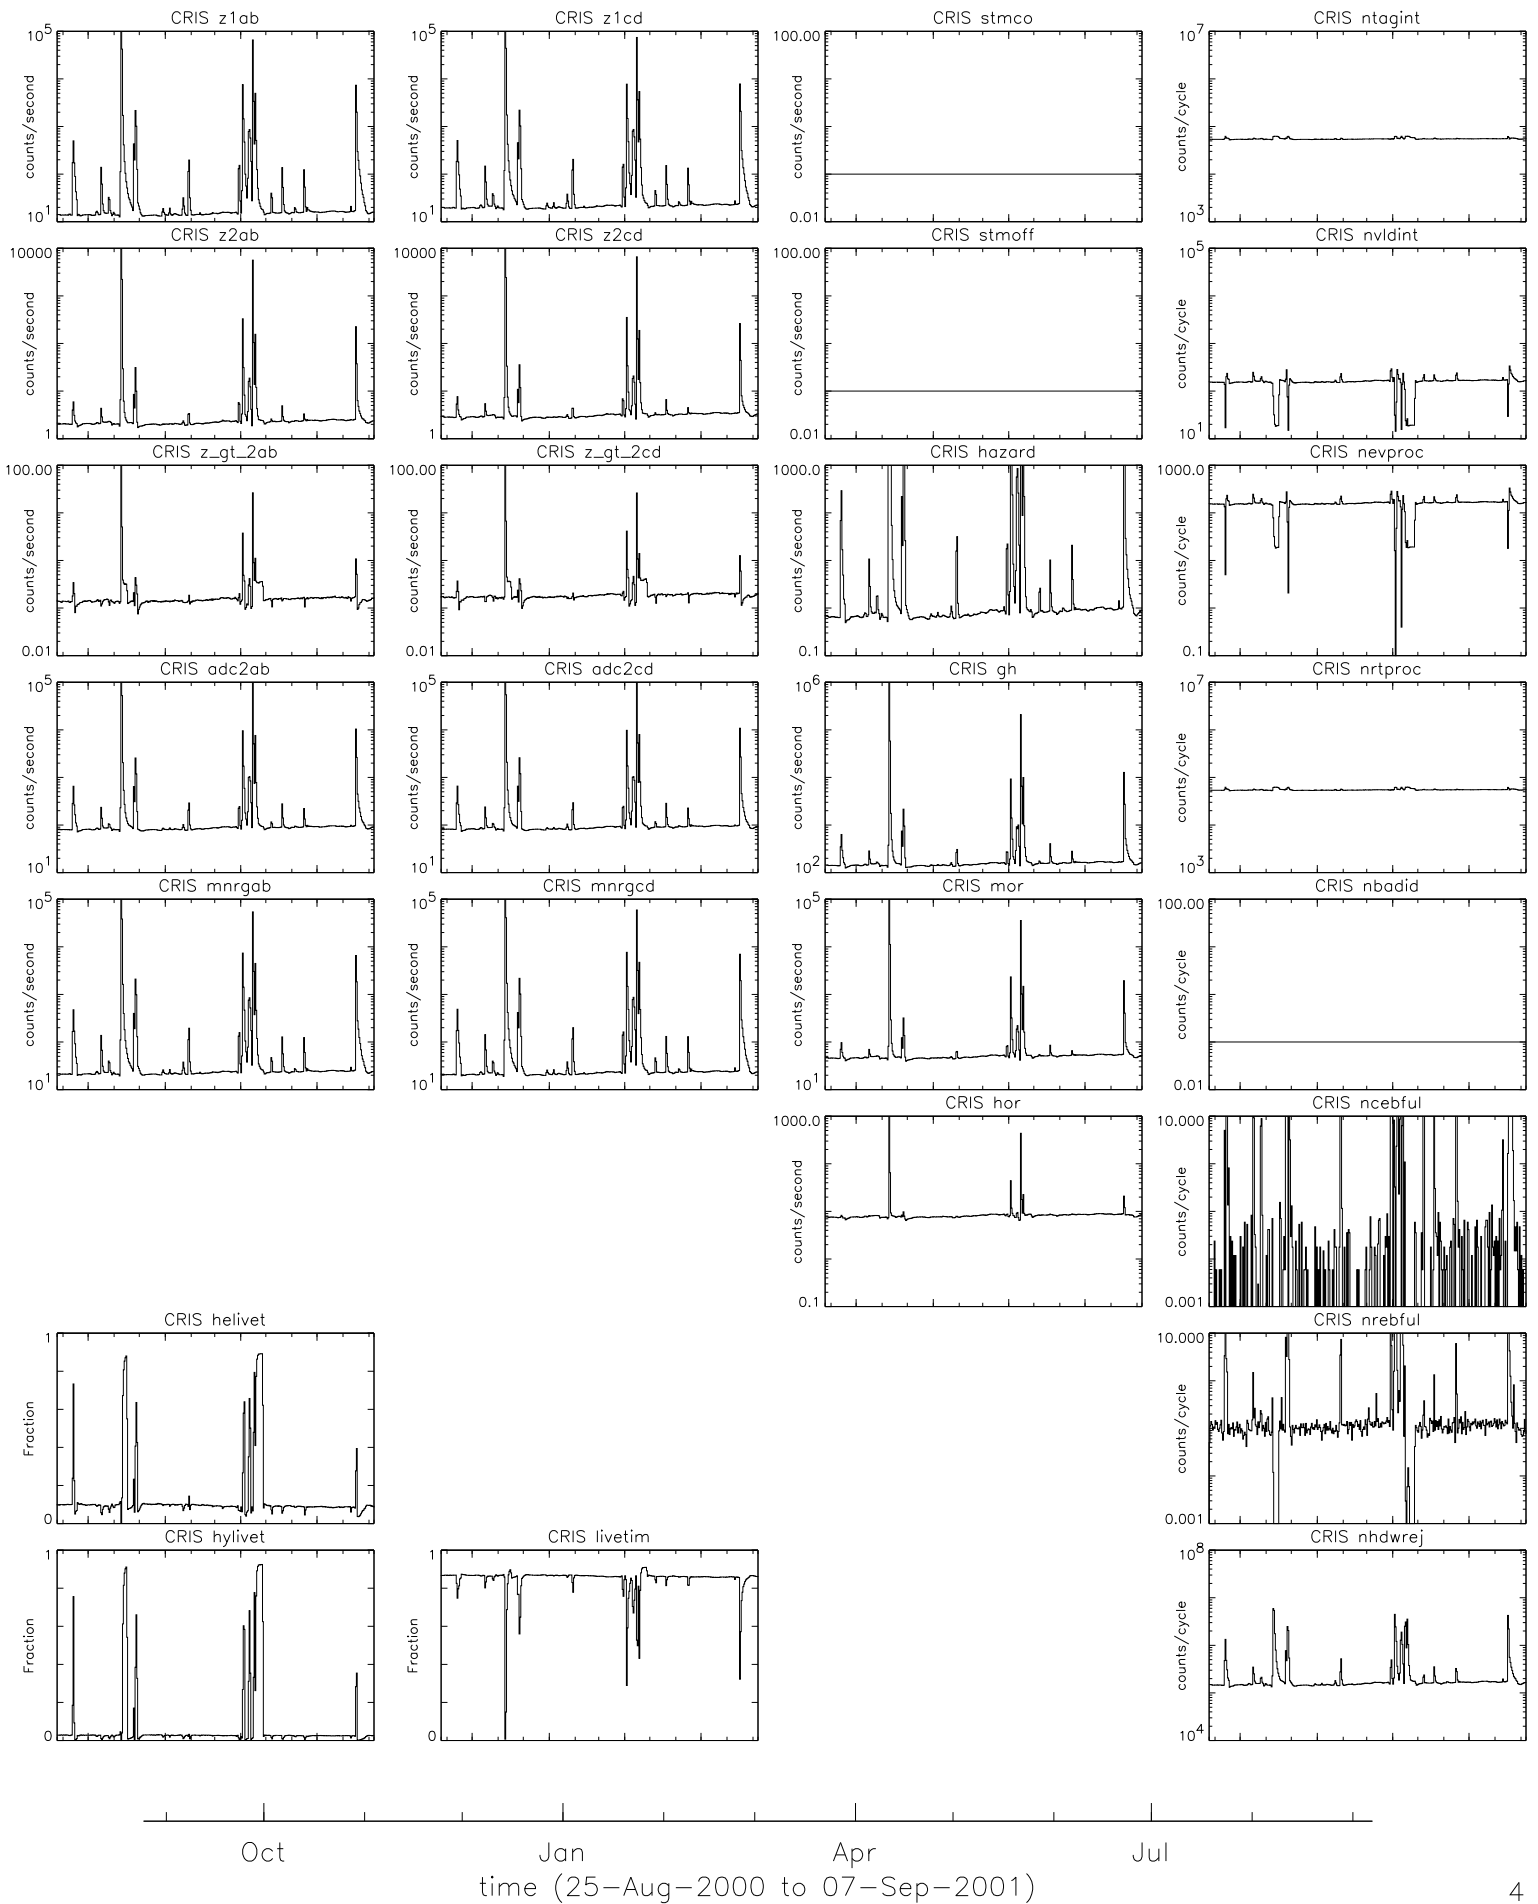 CRIS z1ab
10^5
counts/second
10^1
CRIS z1cd
10^5
counts/second
10^1
CRIS stmco
100.00
0.01
CRIS ntagint
10^7
counts/cycle
10^3
CRIS z2ab
10000
counts/second
1
CRIS z2cd
10000
counts/second
1
CRIS stmoff
100.00
0.01
CRIS nvldint
10^5
counts/cycle
10^1
CRIS z_gt_2ab
100.00
counts/second
0.01
CRIS z_gt_2cd
100.00
counts/second
0.01
CRIS hazard
1000.0
counts/second
0.1
CRIS nevproc
1000.0
counts/cycle
0.1
CRIS adc2ab
10^5
counts/second
10^1
CRIS adc2cd
10^5
counts/second
10^1
CRIS gh
10^6
counts/second
10^2
CRIS nrtproc
10^7
counts/cycle
10^3
CRIS mnrgab
10^5
counts/second
10^1
CRIS mnrgcd
10^5
counts/second
10^1
CRIS mor
10^5
counts/second
10^1
CRIS nbadid
100.00
counts/cycle
0.01
CRIS hor
1000.0
counts/second
0.1
CRIS ncebful
10.000
counts/cycle
0.001
CRIS helivet
1
Fraction
0
CRIS nrebful
10.000
counts/cycle
0.001
CRIS hylivet
1
Fraction
0
CRIS livetim
1
Fraction
0
CRIS nhdwrej
10^8
counts/cycle
10^4
Oct Jan Apr Jul
time (25-Aug-2000 to 07-Sep-2001)
4